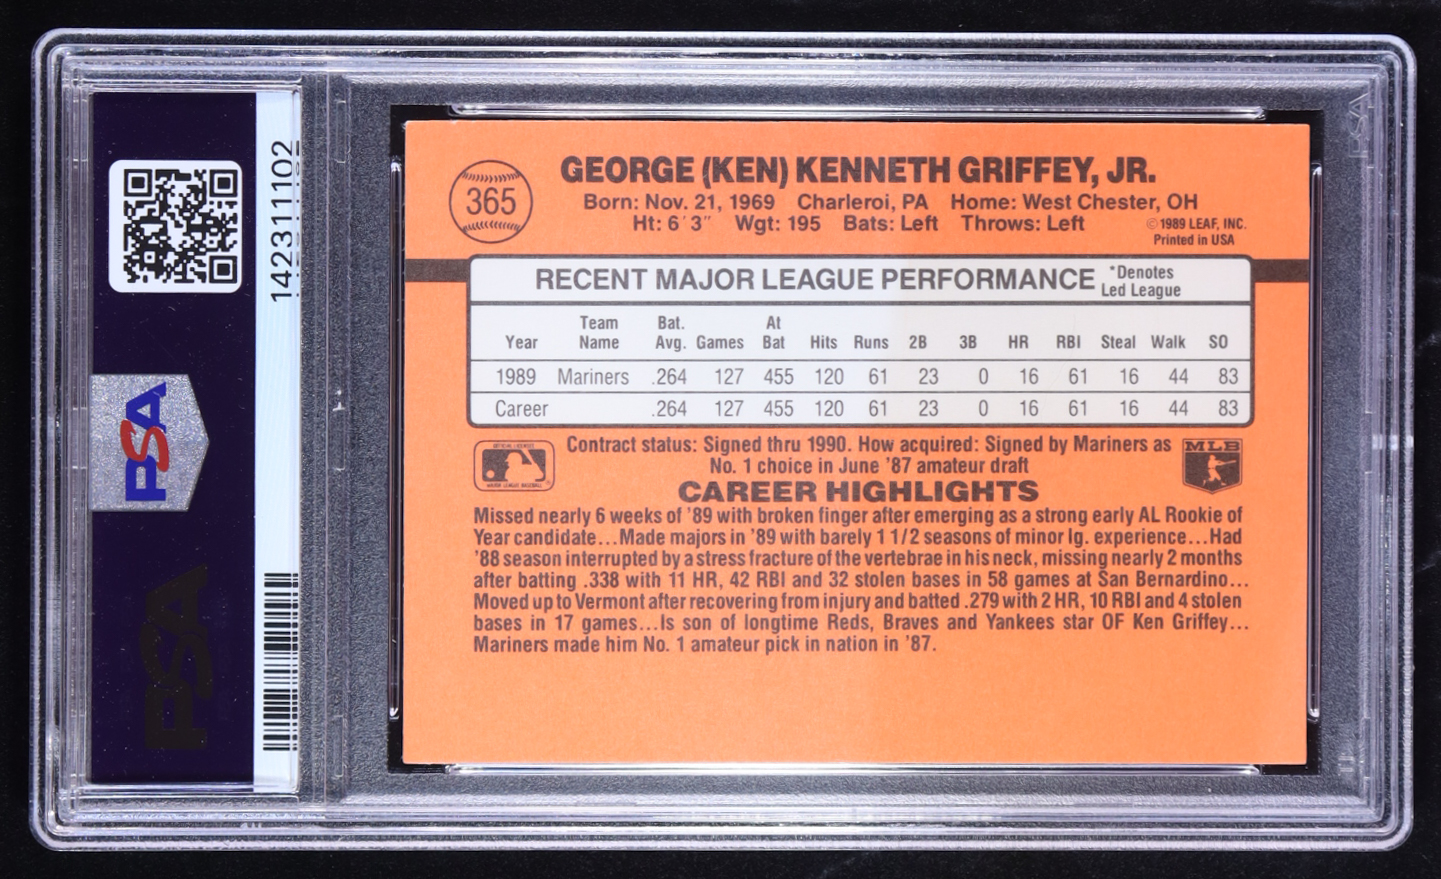 365
GEORGE (KEN) KENNETH GRIFFEY, JR.
Born: Nov. 21, 1969 Charleroi, PA Home: West Chester, OH
Ht: 6'3" Wgt: 195 Bats: Left Throws: Left
©1989 LEAF, INC.
Printed in USA
RECENT MAJOR LEAGUE PERFORMANCE *Denotes
Led League
Year Team Name Bat. Avg. Games At Bat Hits Runs 2B 3B HR RBI Steal Walk SO
1989 Mariners .264 127 455 120 61 23 0 16 61 16 44 83
Career .264 127 455 120 61 23 0 16 61 16 44 83
Contract status: Signed thru 1990. How acquired: Signed by Mariners as
No. 1 choice in June '87 amateur draft
MLB
CAREER HIGHLIGHTS
Missed nearly 6 weeks of '89 with broken finger after emerging as a strong early AL Rookie of
Year candidate...Made majors in '89 with barely 1 1/2 seasons of minor lg. experience...Had
'88 season interrupted by a stress fracture of the vertebrae in his neck, missing nearly 2 months
after batting .338 with 11 HR, 42 RBI and 32 stolen bases in 58 games at San Bernardino...
Moved up to Vermont after recovering from injury and batted .279 with 2 HR, 10 RBI and 4 stolen
bases in 17 games...Is son of longtime Reds, Braves and Yankees star OF Ken Griffey...
Mariners made him No. 1 amateur pick in nation in '87.
142311102
PSA
PSA
PSA